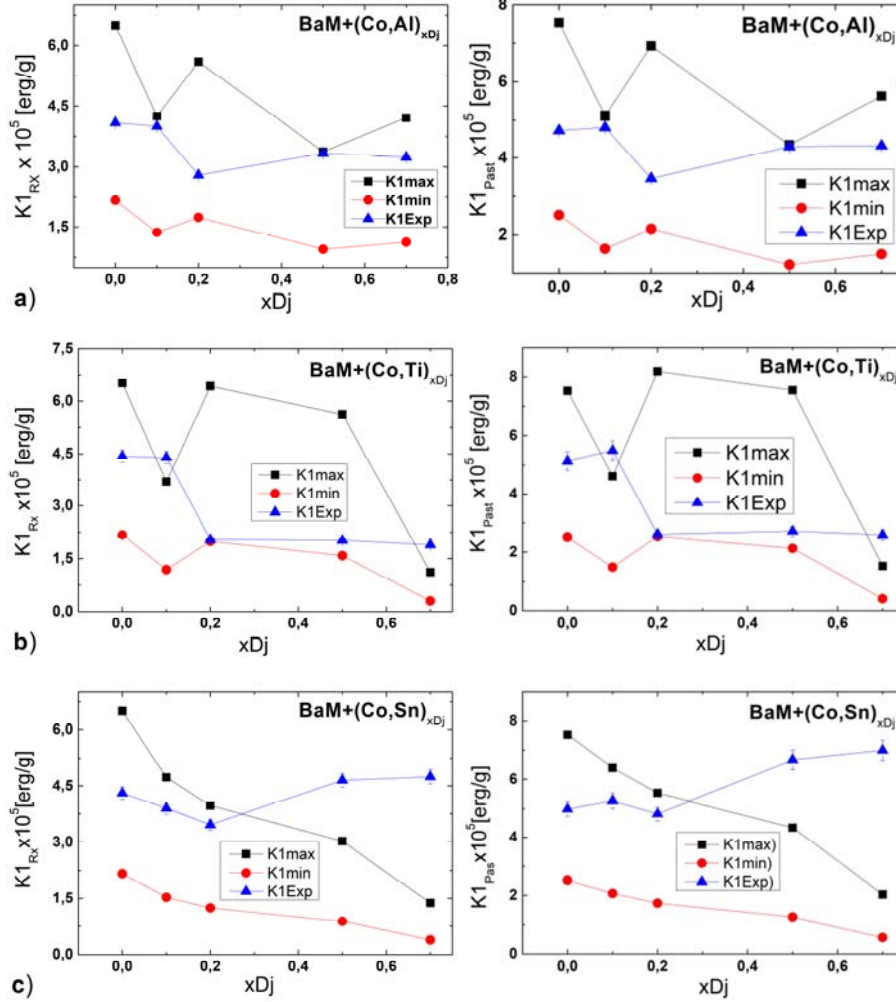 BaM+(Co,Al)xDj
K1RX x 10^5 [erg/g]
6,0
4,5
3,0
1,5
K1max
K1min
K1Exp
0,0 0,2 0,4 0,6 0,8
xDj
a)
BaM+(Co,Al)xDj
K1Past x10^5 [erg/g]
8
6
4
2
K1max
K1min
K1Exp
0,0 0,2 0,4 0,6
xDj
BaM+(Co,Ti)xDj
K1Rx x10^5 [erg/g]
7,5
6,0
4,5
3,0
1,5
0,0
K1max
K1min
K1Exp
0,0 0,2 0,4 0,6
xDj
b)
BaM+(Co,Ti)xDj
K1Past x10^5 [erg/g]
8
6
4
2
0
K1max
K1min
K1Exp
0,0 0,2 0,4 0,6
xDj
BaM+(Co,Sn)xDj
K1Rx x10^5[erg/g]
6,0
4,5
3,0
1,5
0,0
K1max
K1min
K1Exp
0,0 0,2 0,4 0,6
xDj
c)
BaM+(Co,Sn)xDj
K1Pas x10^5[erg/g]
8
6
4
2
0
K1max)
K1min)
K1Exp)
0,0 0,2 0,4 0,6
xDj